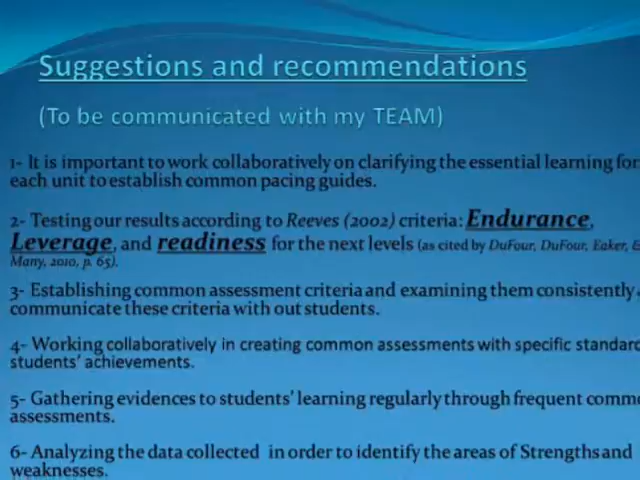 Suggestions and recommendations
(To be communicated with my TEAM)
1- It is important to work collaboratively on clarifying the essential learning for
each unit to establish common pacing guides.
2- Testing our results according to Reeves (2002) criteria: Endurance,
Leverage, and readiness for the next levels (as cited by DuFour, DuFour, Eaker, &
Many, 2010, p. 65).
3- Establishing common assessment criteria and examining them consistently
communicate these criteria with out students.
4- Working collaboratively in creating common assessments with specific standard
students' achievements.
5- Gathering evidences to students' learning regularly through frequent
assessments.
6- Analyzing the data collected in order to identify the areas of Strengths and
weaknesses.